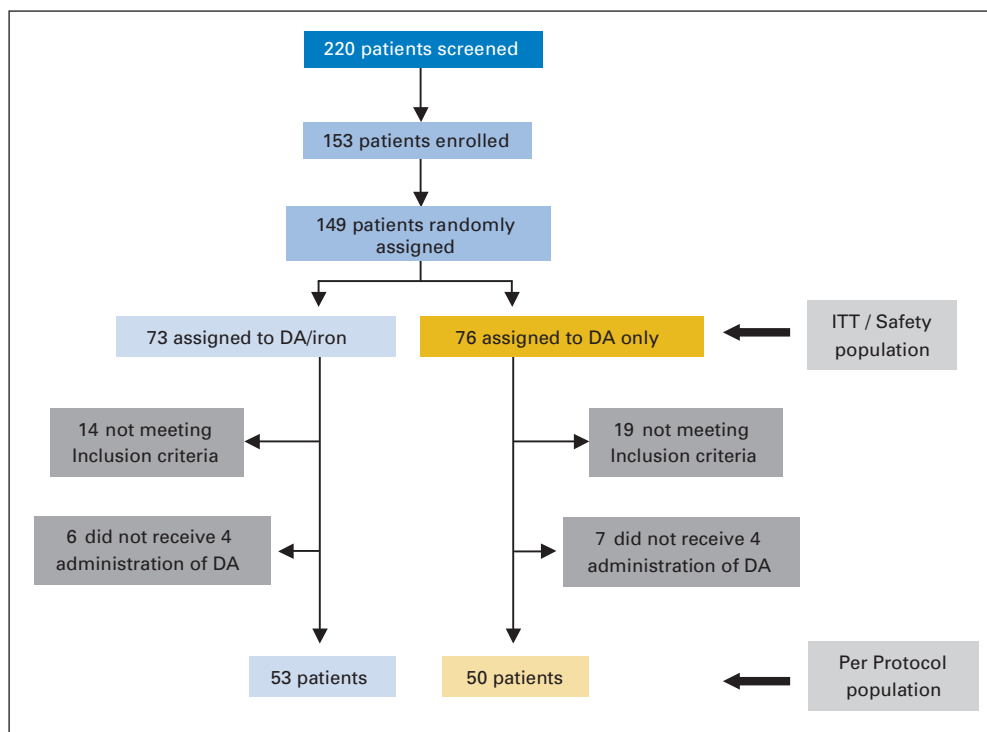 220 patients screened
153 patients enrolled
149 patients randomly
assigned
73 assigned to DA/iron
76 assigned to DA only
ITT / Safety
population
14 not meeting
Inclusion criteria
19 not meeting
Inclusion criteria
6 did not receive 4
administration of DA
7 did not receive 4
administration of DA
53 patients
50 patients
Per Protocol
population